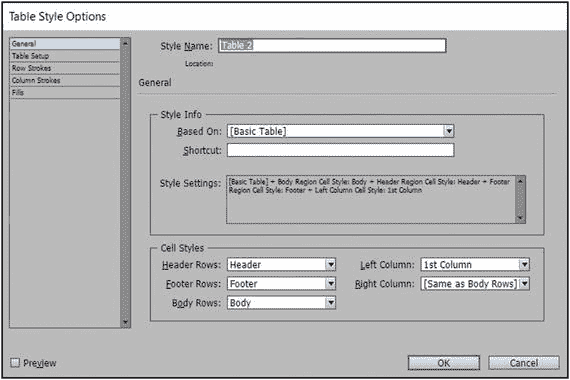 Table Style Options
General
Table Setup
Row Strokes
Column Strokes
Fills
Style Name: Table 2
Location:
General
Style Info
Based On: [Basic Table]
Shortcut:
Style Settings: [Basic Table] + Body Region Cell Style: Body + Header Region Cell Style: Header + Footer
Region Cell Style: Footer + Left Column Cell Style: 1st Column
Cell Styles
Header Rows: Header Left Column: 1st Column
Footer Rows: Footer Right Column: [Same as Body Rows]
Body Rows: Body
Preview OK Cancel